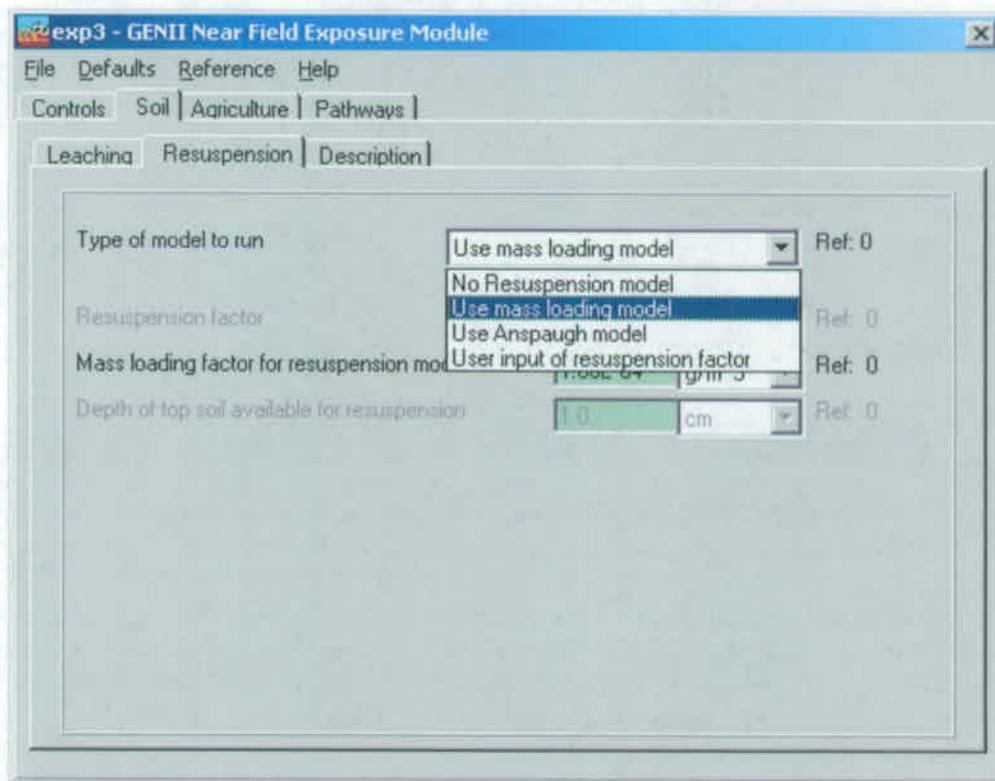 exp3 - GENII Near Field Exposure Module
File Defaults Reference Help
Controls Soil Agriculture Pathways
Leaching Resuspension Description
Type of model to run
Use mass loading model
Ref: 0
No Resuspension model
Use mass loading model
Use Anspaugh model
User input of resuspension factor
Resuspension factor
Ref: 0
Mass loading factor for resuspension mod
Ref: 0
Depth of top soil available for resuspension
1.0
cm
Ref: 0